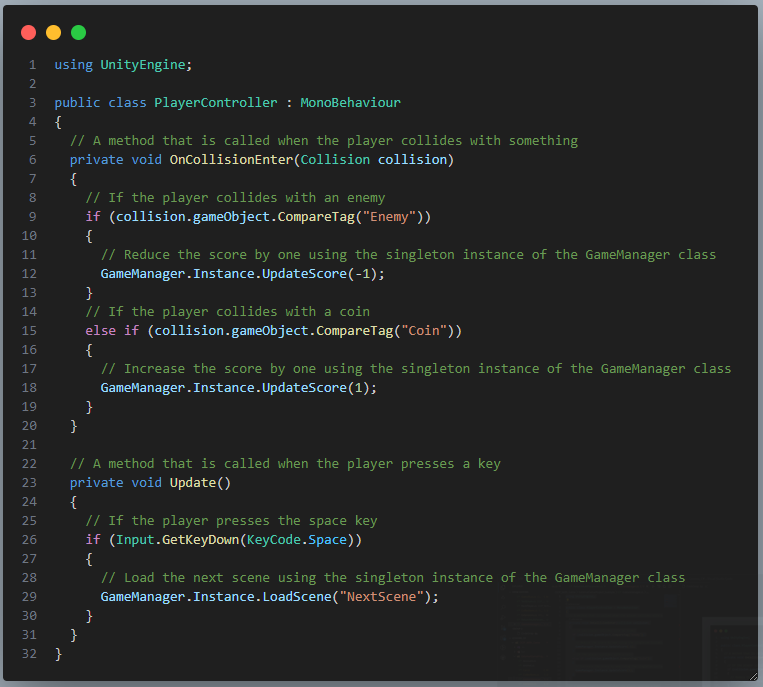 1 using UnityEngine;
2
3 public class PlayerController : MonoBehaviour
4 {
5   // A method that is called when the player collides with something
6   private void OnCollisionEnter(Collision collision)
7   {
8     // If the player collides with an enemy
9     if (collision.gameObject.CompareTag("Enemy"))
10     {
11       // Reduce the score by one using the singleton instance of the GameManager class
12       GameManager.Instance.UpdateScore(-1);
13     }
14     // If the player collides with a coin
15     else if (collision.gameObject.CompareTag("Coin"))
16     {
17       // Increase the score by one using the singleton instance of the GameManager class
18       GameManager.Instance.UpdateScore(1);
19     }
20   }
21
22   // A method that is called when the player presses a key
23   private void Update()
24   {
25     // If the player presses the space key
26     if (Input.GetKeyDown(KeyCode.Space))
27     {
28       // Load the next scene using the singleton instance of the GameManager class
29       GameManager.Instance.LoadScene("NextScene");
30     }
31   }
32 }